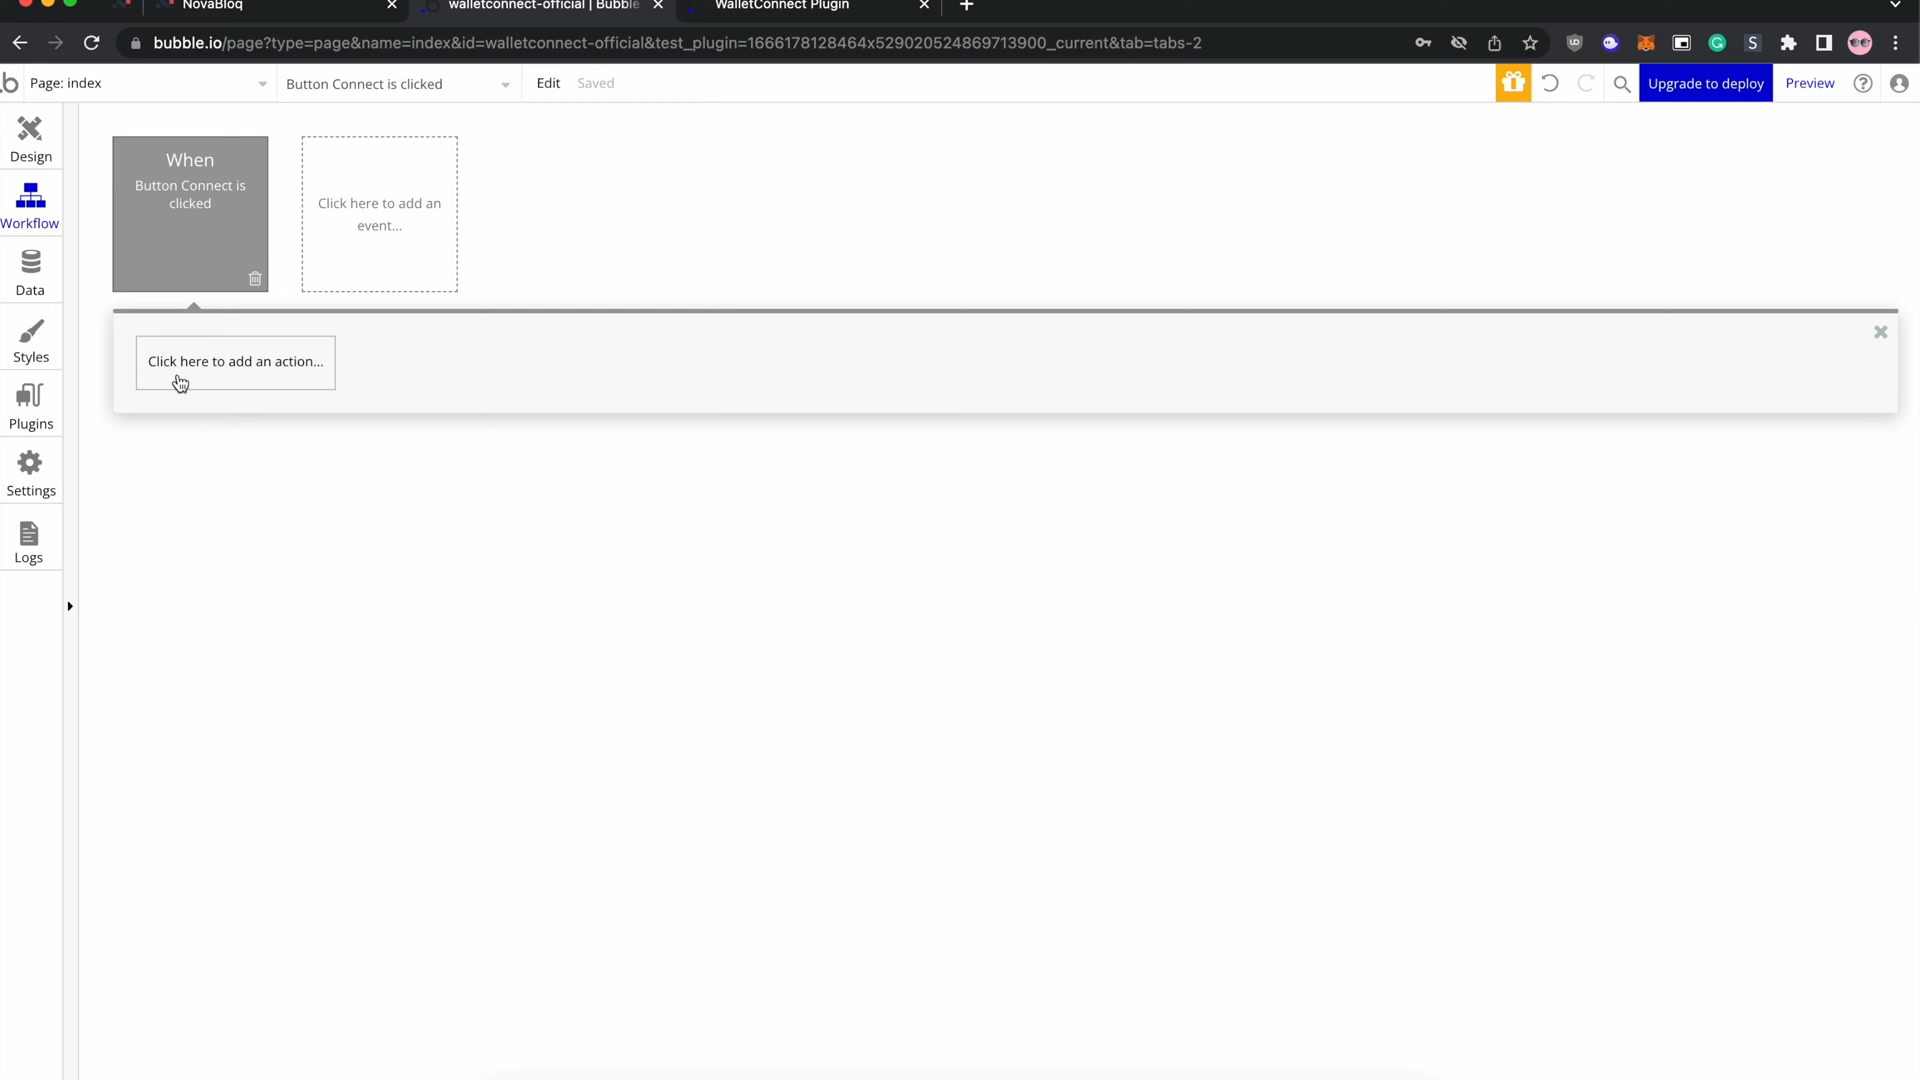 NovaBloq
walletconnect-official | Bubble
WalletConnect Plugin
bubble.io/page?type=page&name=index&id=walletconnect-official&test_plugin=1666178128464x529020524869713900_current&tab=tabs-2
Page: index
Button Connect is clicked
Edit
Saved
Upgrade to deploy
Preview
Design
Workflow
Data
Styles
Plugins
Settings
Logs
When
Button Connect is
clicked
Click here to add an
event...
Click here to add an action...